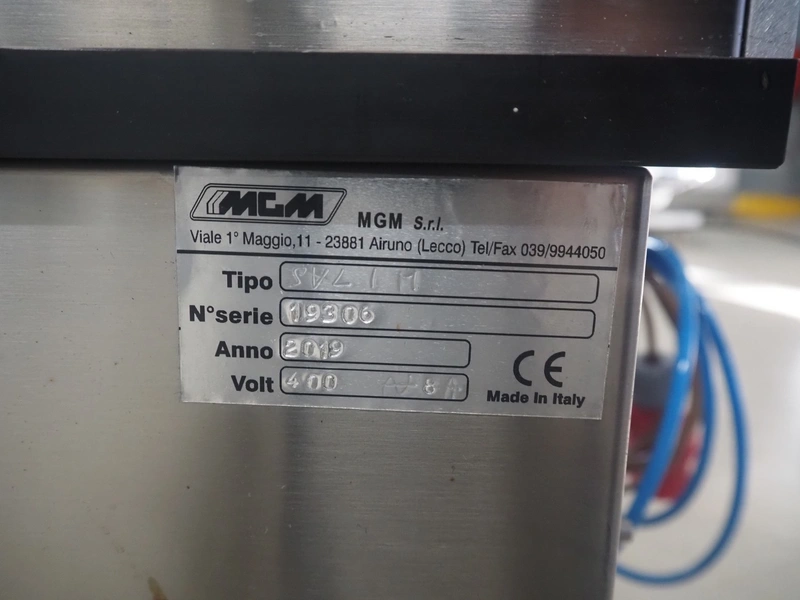 MGM
MGM S.r.l.
Viale 1° Maggio,11 - 23881 Airuno (Lecco) Tel/Fax 039/9944050
Tipo
N°serie 19306
Anno 2019
Volt 400
CE
Made In Italy